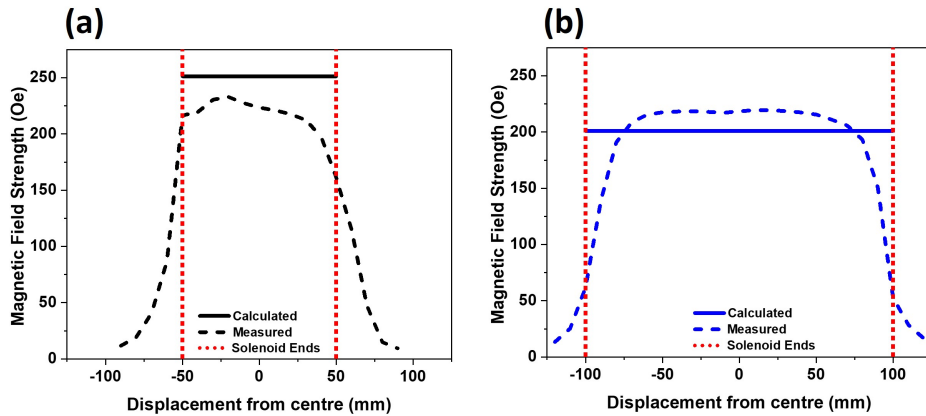 (a)
Magnetic Field Strength (Oe)
250
200
150
100
50
0
Calculated
Measured
Solenoid Ends
-100 -50 0 50 100
Displacement from centre (mm)
(b)
Magnetic Field Strength (Oe)
250
200
150
100
50
0
Calculated
Measured
Solenoid Ends
-100 -50 0 50 100
Displacement from centre (mm)